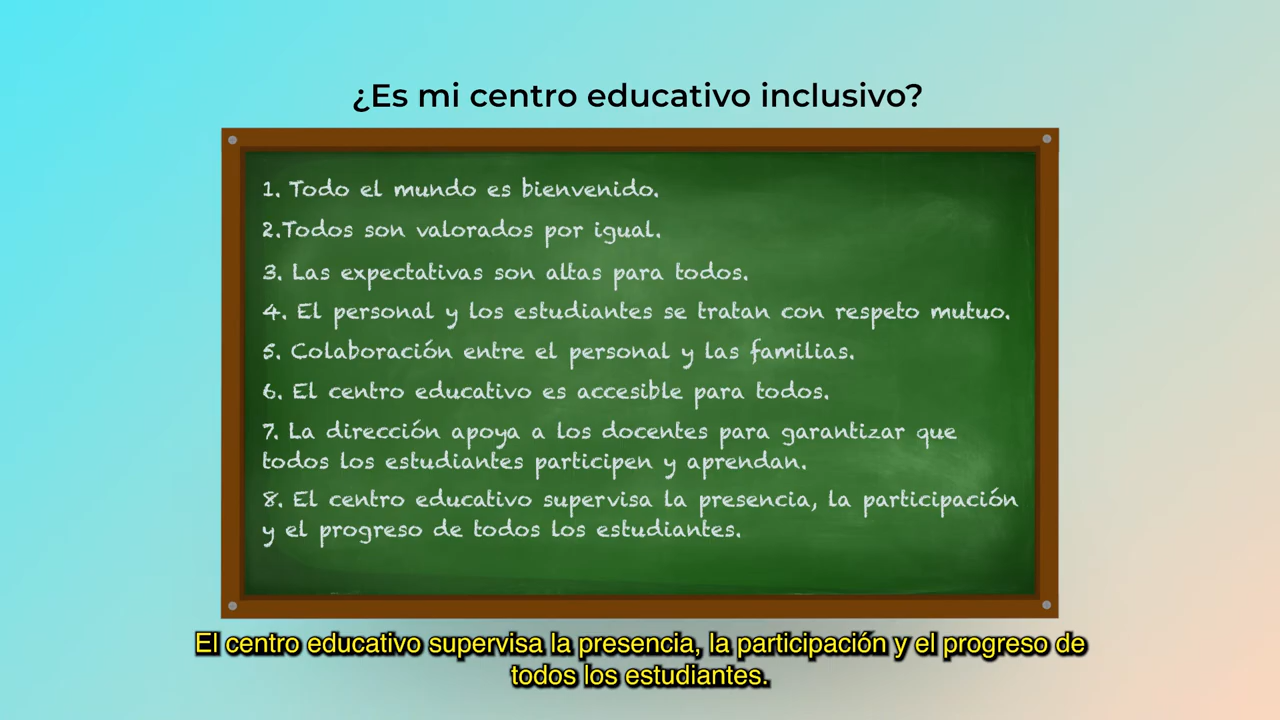 ¿Es mi centro educativo inclusivo?
1. Todo el mundo es bienvenido.
2.Todos son valorados por igual.
3. Las expectativas son altas para todos.
4. El personal y los estudiantes se tratan con respeto mutuo.
5. Colaboración entre el personal y las familias.
6. El centro educativo es accesible para todos.
7. La dirección apoya a los docentes para garantizar que
todos los estudiantes participen y aprendan.
8. El centro educativo supervisa la presencia, la participación
y el progreso de todos los estudiantes.
El centro educativo supervisa la presencia, la participación y el progreso de
todos los estudiantes.